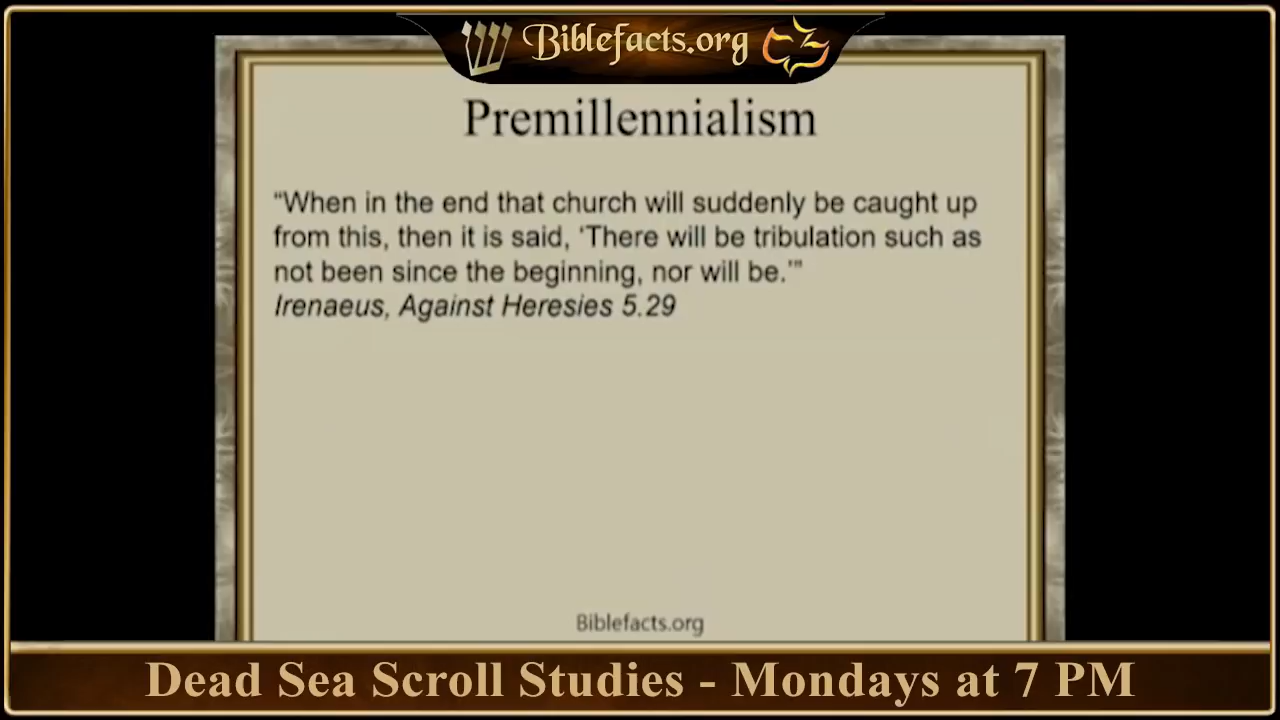 Biblefacts.org
Premillennialism
“When in the end that church will suddenly be caught up
from this, then it is said, ‘There will be tribulation such as
not been since the beginning, nor will be.’”
Irenaeus, Against Heresies 5.29
Biblefacts.org
Dead Sea Scroll Studies - Mondays at 7 PM